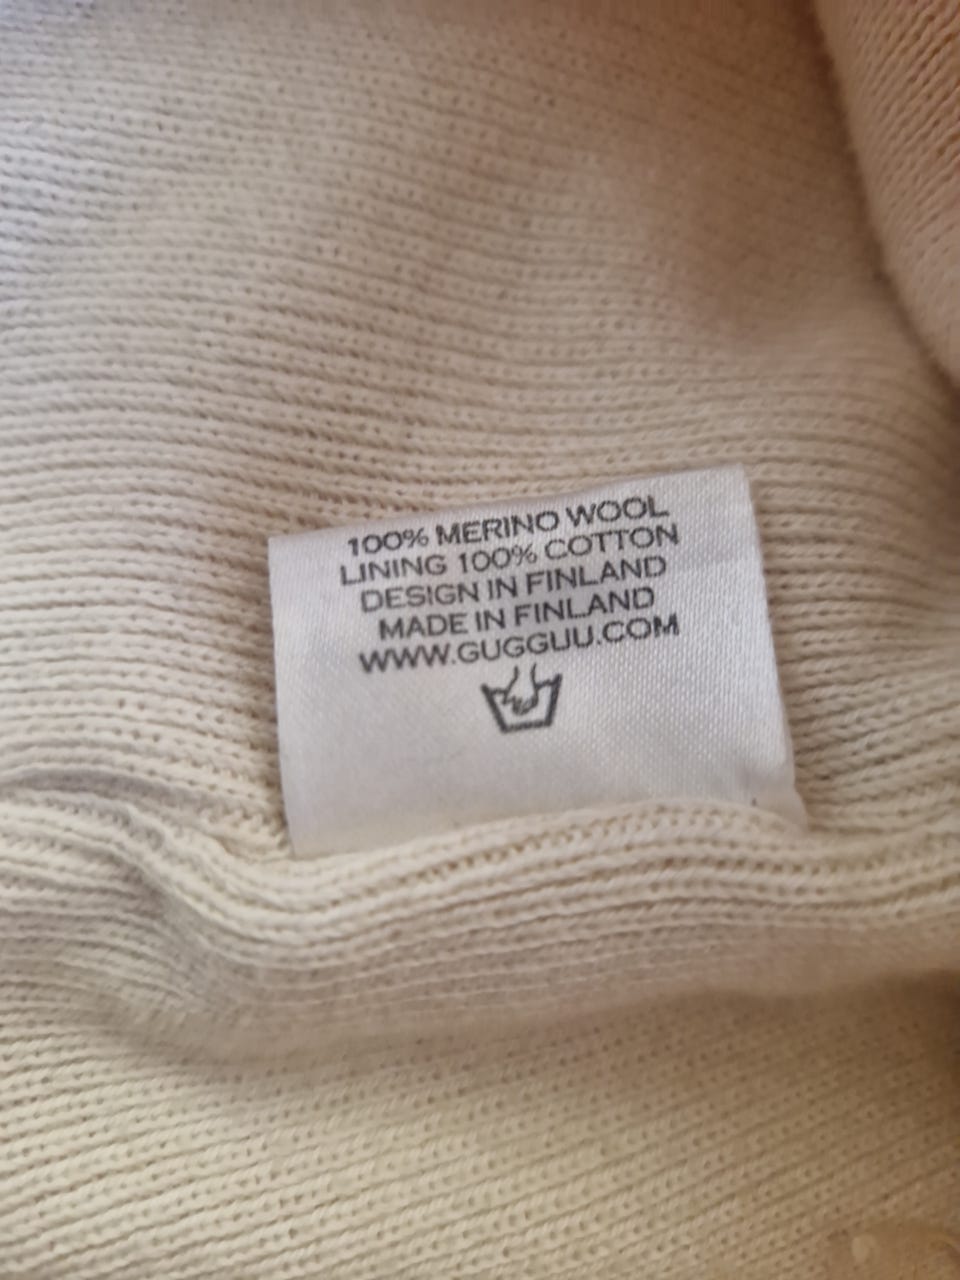 100% MERINO WOOL
LINING 100% COTTON
DESIGN IN FINLAND
MADE IN FINLAND
WWW.GUGGUU.COM